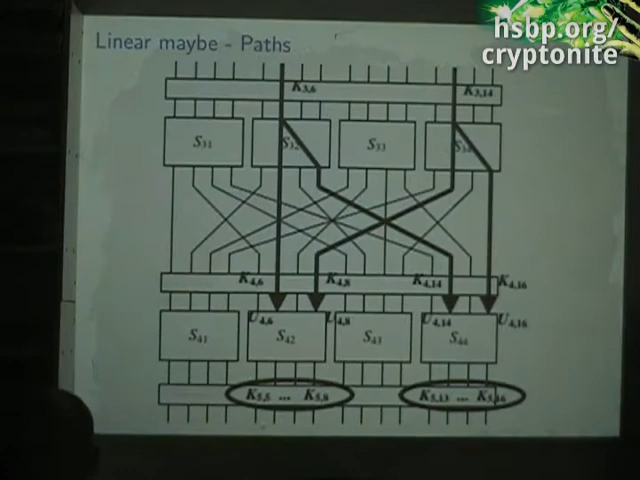 hsbp.org/
cryptonite
Linear maybe - Paths
K3,6 K3,14
S31 S32 S33 S34
K4,6 K4,8 K4,14 K4,16
U4,6 U4,8 U4,14 U4,16
S41 S42 S43 S44
K5,5 ... K5,8 K5,13 ... K5,16